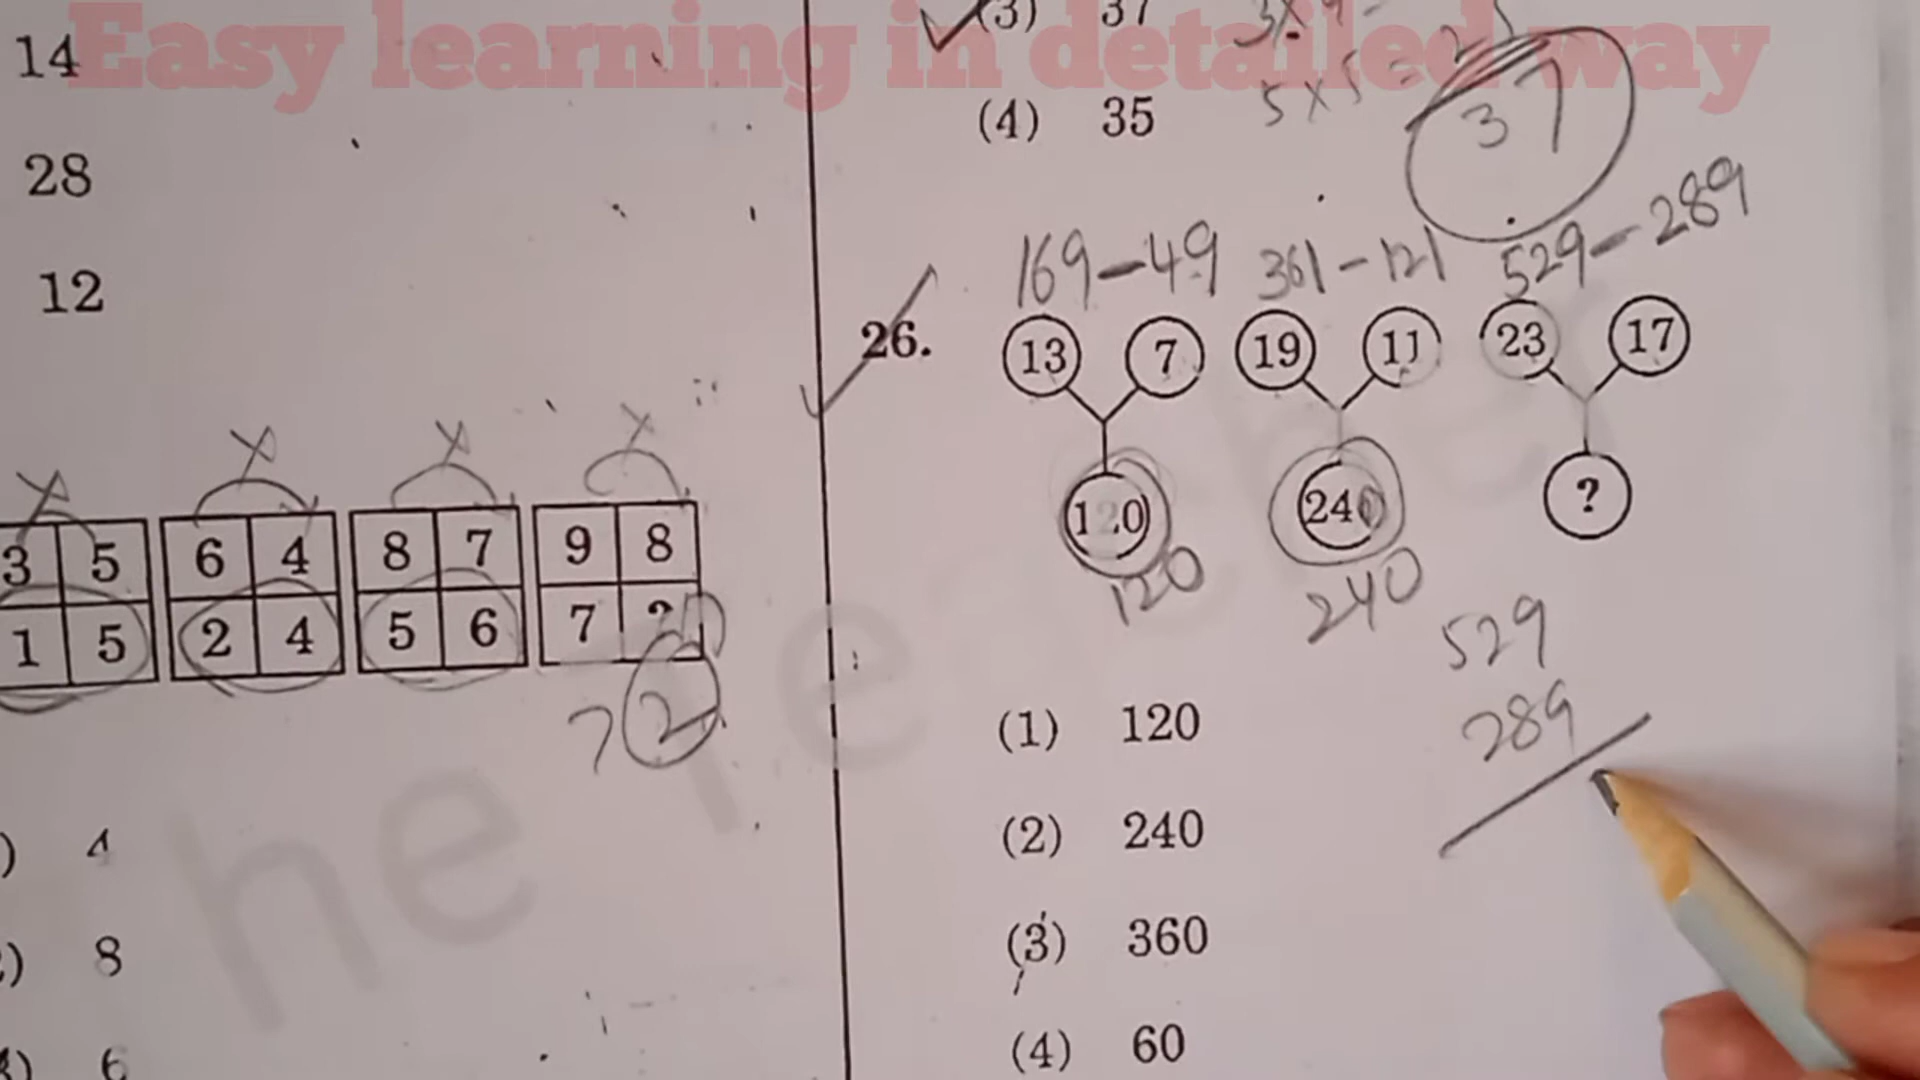 Easy learning in detailed way
14
28
12
(3) 37
(4) 35
5 x 5 =
37
169-49 361-121 529-289
26.
13 7 19 11 23 17
120 240 ?
120 240
529
289
x x x x
3 5 6 4 8 7 9 8
1 5 2 4 5 6 7 ?
72
(1) 120
(2) 240
(3) 360
(4) 60
) 4
) 8
) 6